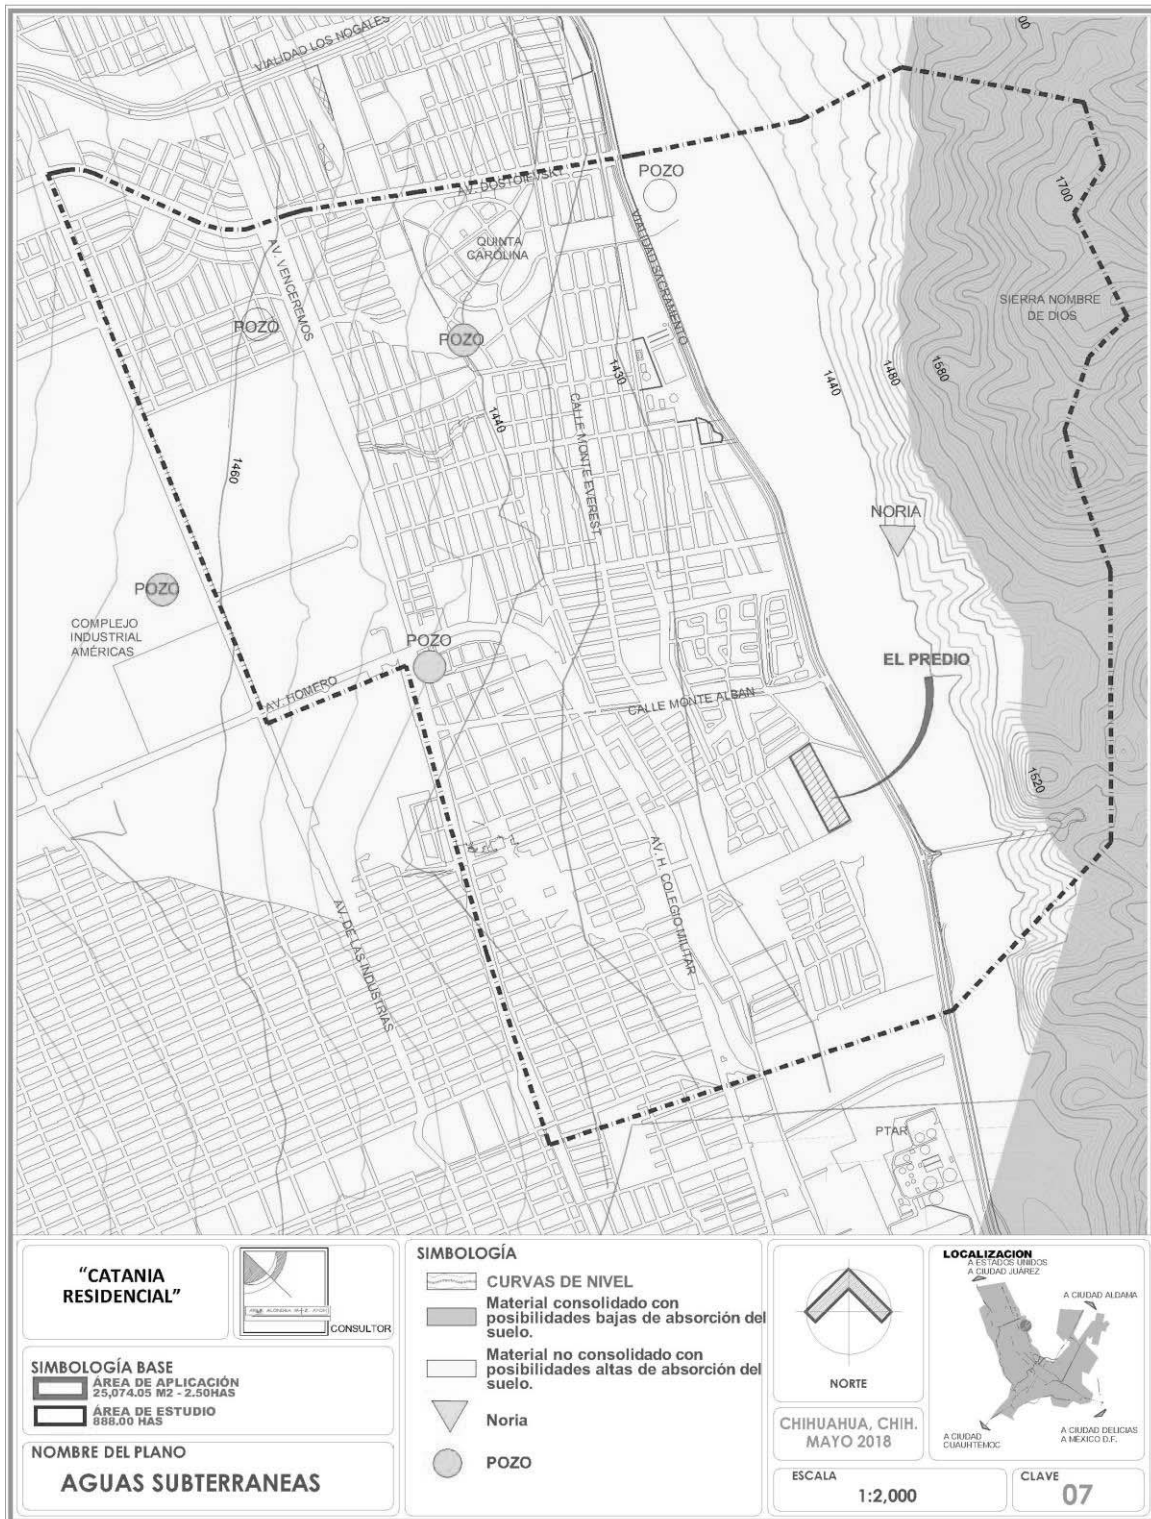 VIALIDAD LOS NOGALES
00
POZO
AV. DOSTOIEVSKY
1700
QUINTA
CAROLINA
VIALIDAD SACRAMENTO
AV. VENCEREMOS
SIERRA NOMBRE
DE DIOS
POZO
POZO
1430
1440
1480
1580
1440
CALLE MONTE EVEREST
1460
NORIA
POZO
COMPLEJO
INDUSTRIAL
AMÉRICAS
POZO
EL PREDIO
AV. HOMERO
CALLE MONTE ALBAN
1520
AV. H. COLEGIO MILITAR
AV. DE LAS INDUSTRIAS
PTAR
"CATANIA
RESIDENCIAL"
CONSULTOR
SIMBOLOGÍA BASE
ÁREA DE APLICACIÓN
25,074.05 M2 - 2.50HAS
ÁREA DE ESTUDIO
888.00 HAS
NOMBRE DEL PLANO
AGUAS SUBTERRANEAS
SIMBOLOGÍA
CURVAS DE NIVEL
Material consolidado con
posibilidades bajas de absorción del
suelo.
Material no consolidado con
posibilidades altas de absorción del
suelo.
Noria
POZO
NORTE
CHIHUAHUA, CHIH.
MAYO 2018
LOCALIZACION
A ESTADOS UNIDOS
A CIUDAD JUÁREZ
A CIUDAD ALDAMA
A CIUDAD
CUAUHTEMOC
A CIUDAD DELICIAS
A MEXICO D.F.
ESCALA
1:2,000
CLAVE
07